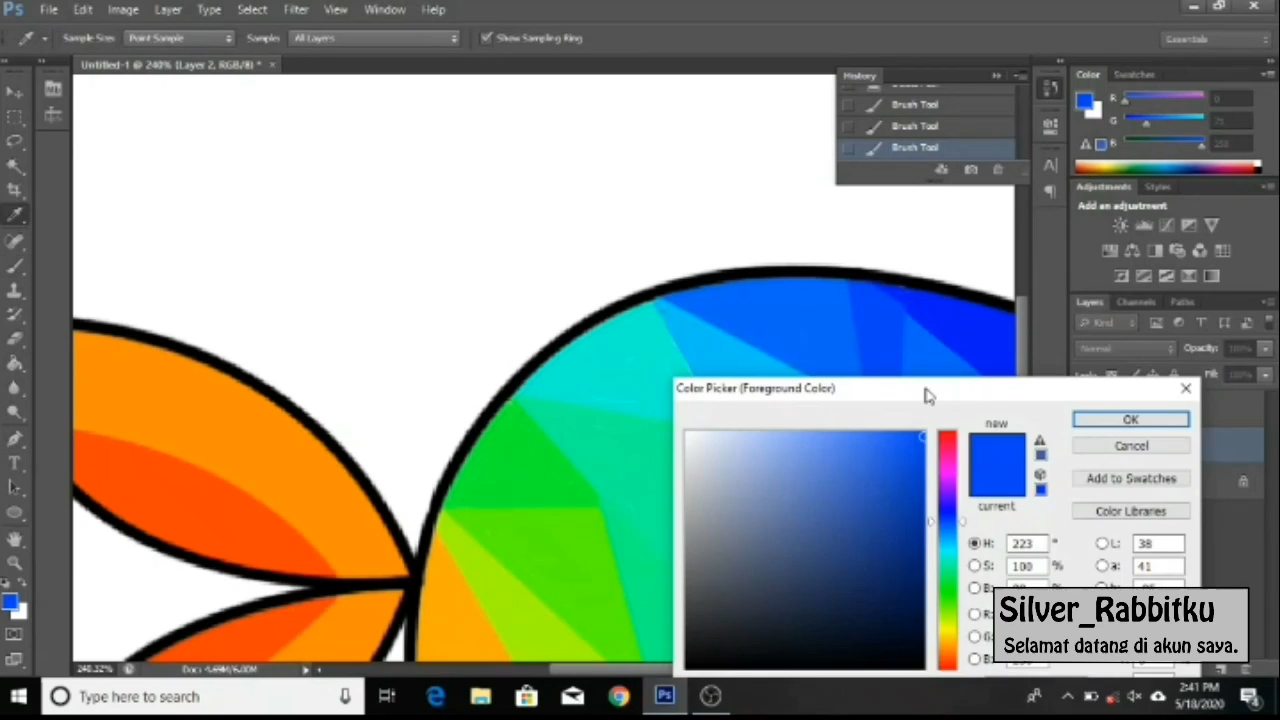 Ps File Edit Image Layer Type Select Filter View Window Help
Sample Size: Point Sample Sample: All Layers Show Sampling Ring Essentials
Untitled-1 @ 240% (Layer 2, RGB/8) * ×
History
Brush Tool
Brush Tool
Brush Tool
Color Swatches
R 0
G
B
Adjustments Styles
Add an adjustment
Layers Channels Paths
Kind
Normal Opacity: 100%
Color Picker (Foreground Color)
new
current
OK
Cancel
Add to Swatches
Color Libraries
H: 223 ° L: 38
S: 100 % a: 41
Silver_Rabbitku
Selamat datang di akun saya.
Type here to search
2:41 PM
5/18/2020